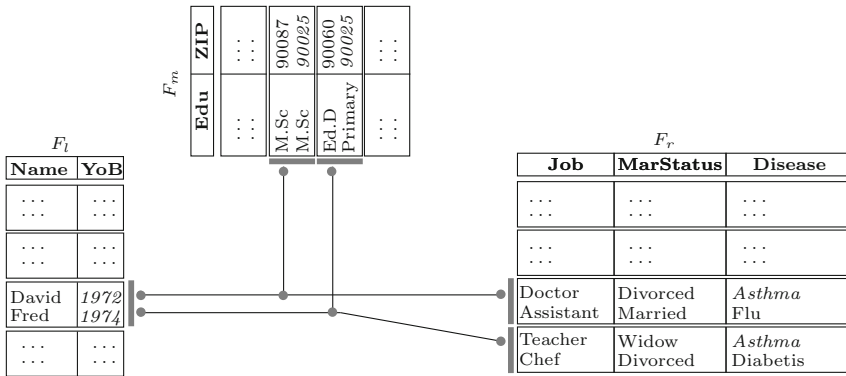 F_m
Edu ZIP
... ...
... ...
M.Sc 90087
M.Sc 90025
Ed.D 90060
Primary 90025
... ...
... ...
F_l
Name YoB
... ...
... ...
... ...
... ...
David 1972
Fred 1974
... ...
... ...
F_r
Job MarStatus Disease
... ... ...
... ... ...
... ... ...
... ... ...
Doctor Divorced Asthma
Assistant Married Flu
Teacher Widow Asthma
Chef Divorced Diabetis